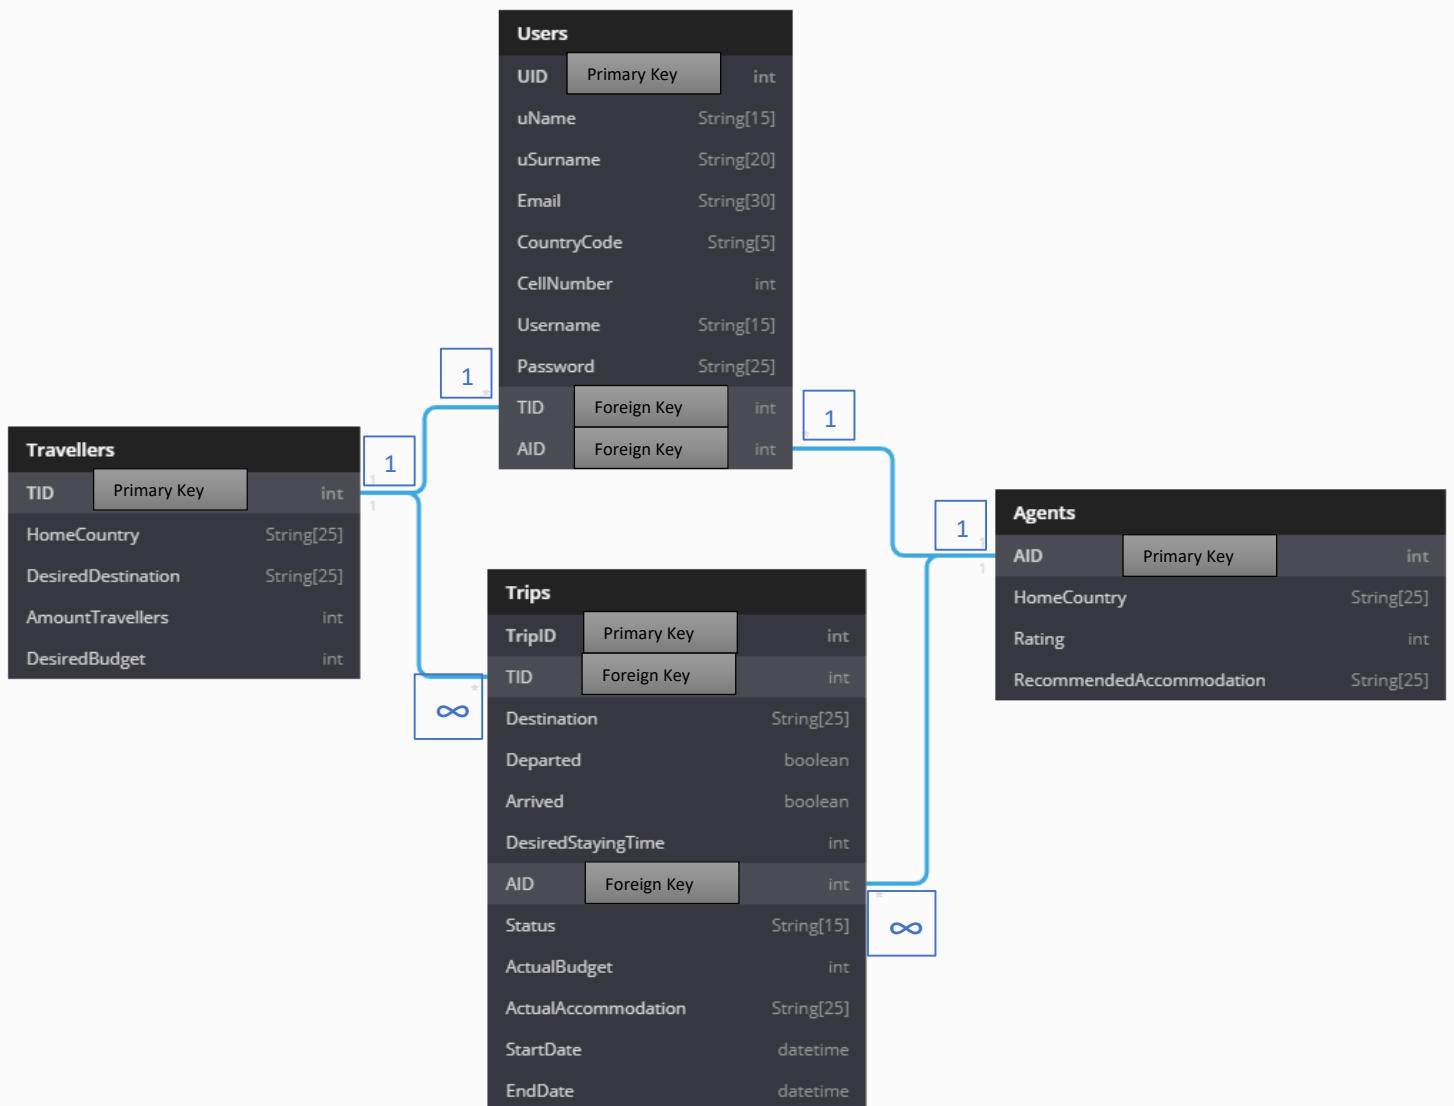 Users
UID Primary Key int
uName String[15]
uSurname String[20]
Email String[30]
CountryCode String[5]
CellNumber int
Username String[15]
Password String[25]
1 *
TID Foreign Key int
1
AID Foreign Key int
Travellers
1
TID Primary Key int
1
HomeCountry String[25]
DesiredDestination String[25]
AmountTravellers int
DesiredBudget int
Agents
1
AID Primary Key int
1
HomeCountry String[25]
Rating int
RecommendedAccommodation String[25]
Trips
TripID Primary Key int
TID Foreign Key int
∞ *
Destination String[25]
Departed boolean
Arrived boolean
DesiredStayingTime int
AID Foreign Key int
∞ *
Status String[15]
ActualBudget int
ActualAccommodation String[25]
StartDate datetime
EndDate datetime